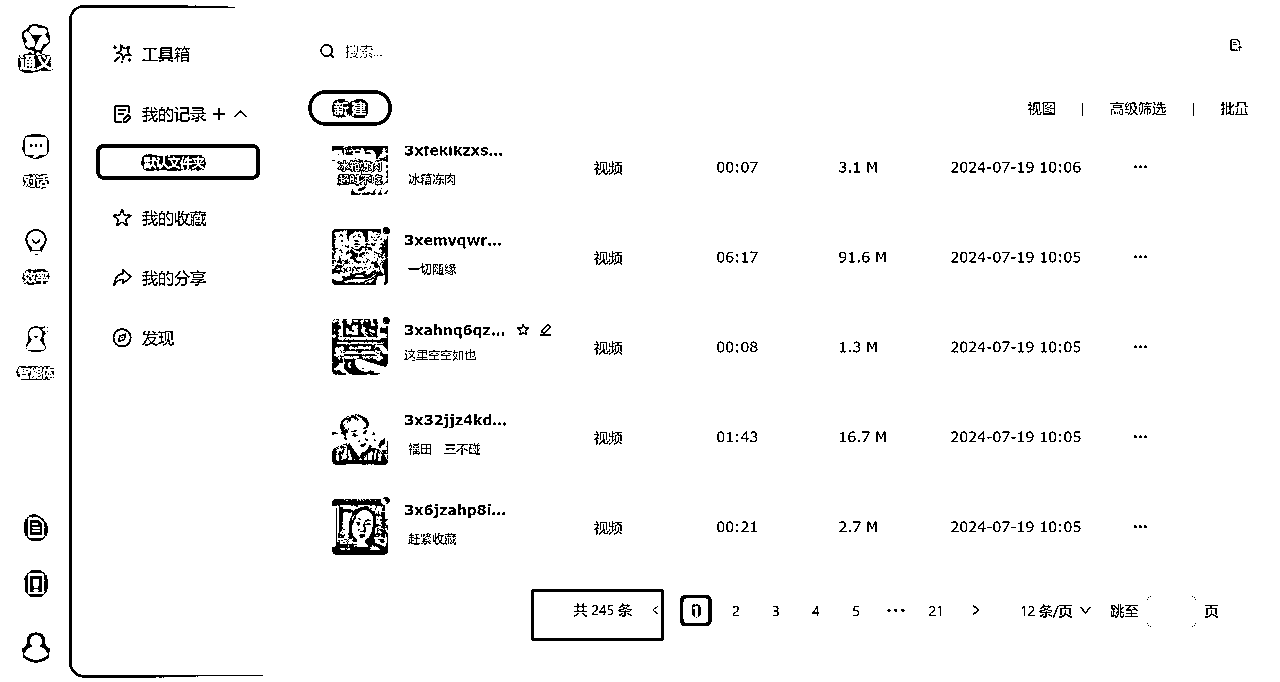 通义
对话
效率
智能体
工具箱
我的记录
默认文件夹
我的收藏
我的分享
发现
搜索...
新建
视图 | 高级筛选 | 批量
3xfekikzxs... 视频 00:07 3.1 M 2024-07-19 10:06 ...
冰箱冻肉
3xemvqwr... 视频 06:17 91.6 M 2024-07-19 10:05 ...
一切随缘
3xahnq6qz... 视频 00:08 1.3 M 2024-07-19 10:05 ...
这里空空如也
3x32jjz4kd... 视频 01:43 16.7 M 2024-07-19 10:05 ...
福田 三不碰
3x6jzahp8i... 视频 00:21 2.7 M 2024-07-19 10:05 ...
赶紧收藏
共 245 条 < 1 2 3 4 5 ... 21 > 12 条/页 跳至 页